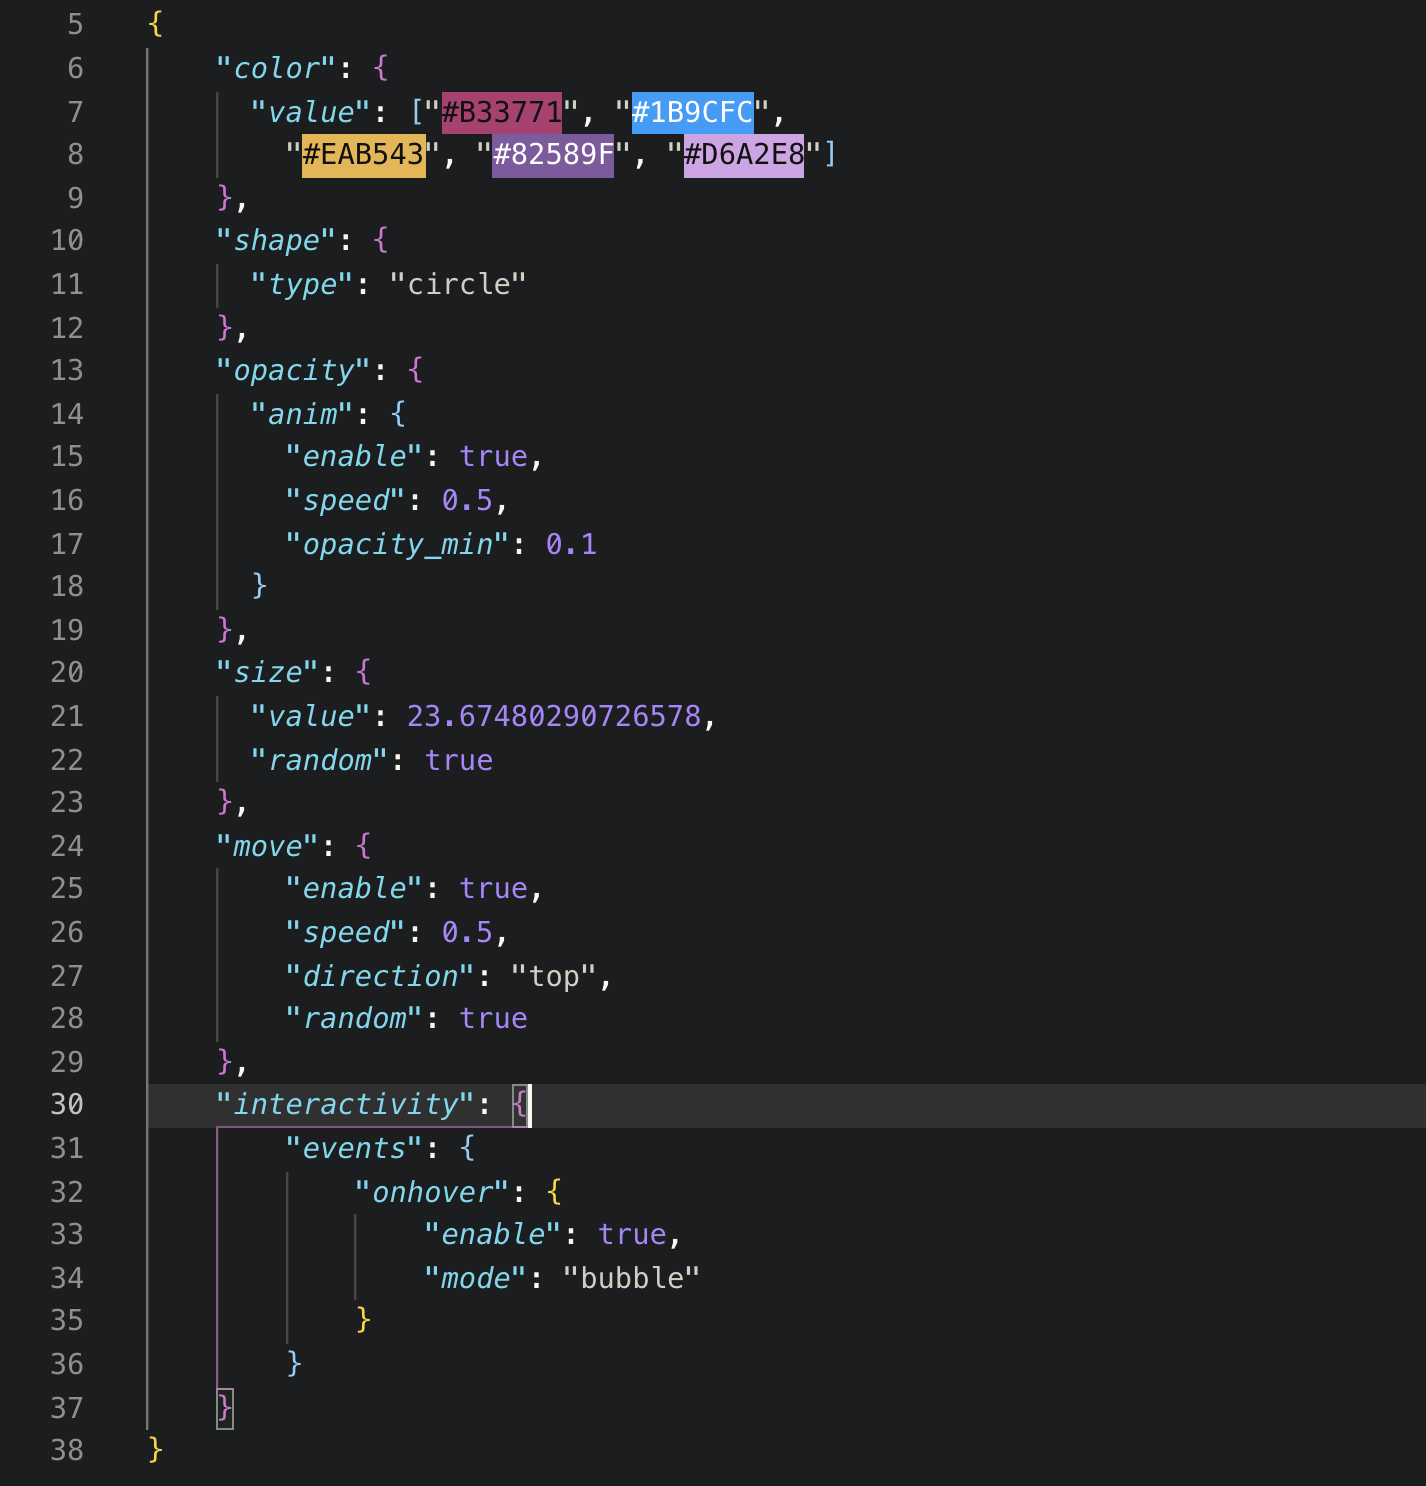 5 {
6 "color": {
7 "value": ["#B33771", "#1B9CFC",
8 "#EAB543", "#82589F", "#D6A2E8"]
9 },
10 "shape": {
11 "type": "circle"
12 },
13 "opacity": {
14 "anim": {
15 "enable": true,
16 "speed": 0.5,
17 "opacity_min": 0.1
18 }
19 },
20 "size": {
21 "value": 23.67480290726578,
22 "random": true
23 },
24 "move": {
25 "enable": true,
26 "speed": 0.5,
27 "direction": "top",
28 "random": true
29 },
30 "interactivity": {
31 "events": {
32 "onhover": {
33 "enable": true,
34 "mode": "bubble"
35 }
36 }
37 }
38 }